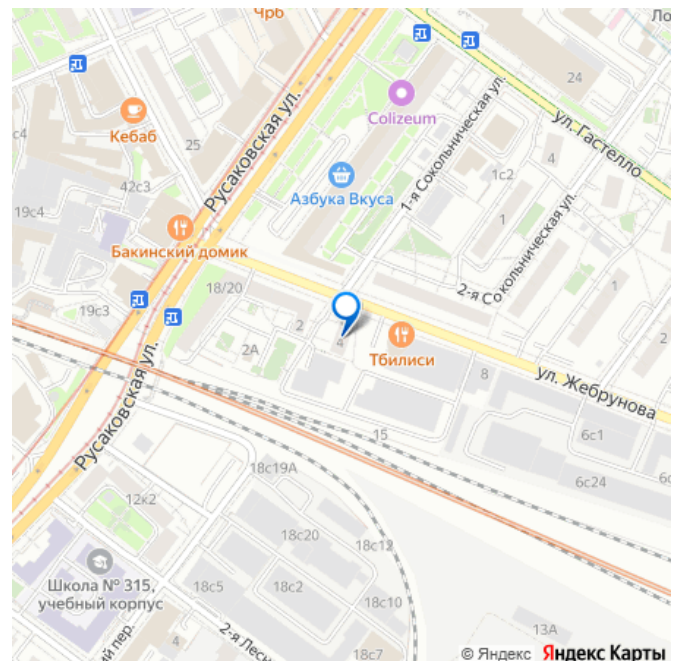 Чрб
24
Colizeum
ул. Гастелло
Кебаб
25
Русаковская ул.
1-я Сокольническая ул.
4
1с2
42с3
Азбука Вкуса
19с4
1
Бакинский домик
2-я Сокольническая ул.
1
18/20
19с3
2
2
4
2А
Тбилиси
8
ул. Жебрунова
Русаковская ул.
15
6с1
18с19А
6с24
12к2
18с20
18с12
Школа № 315,
учебный корпус
18с5
18с2
18с10
2-я Лесн
4
13А
18с7
ий пер.
© Яндекс Яндекс Карты